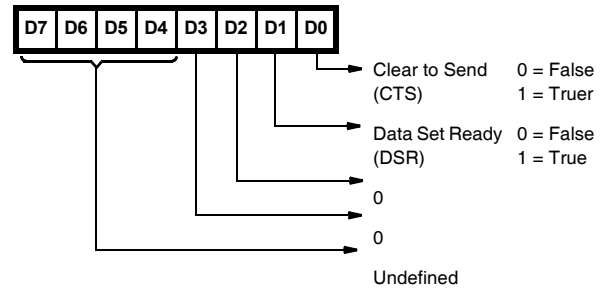 D7 D6 D5 D4 D3 D2 D1 D0
Clear to Send 0 = False
(CTS) 1 = Truer
Data Set Ready 0 = False
(DSR) 1 = True
0
0
Undefined